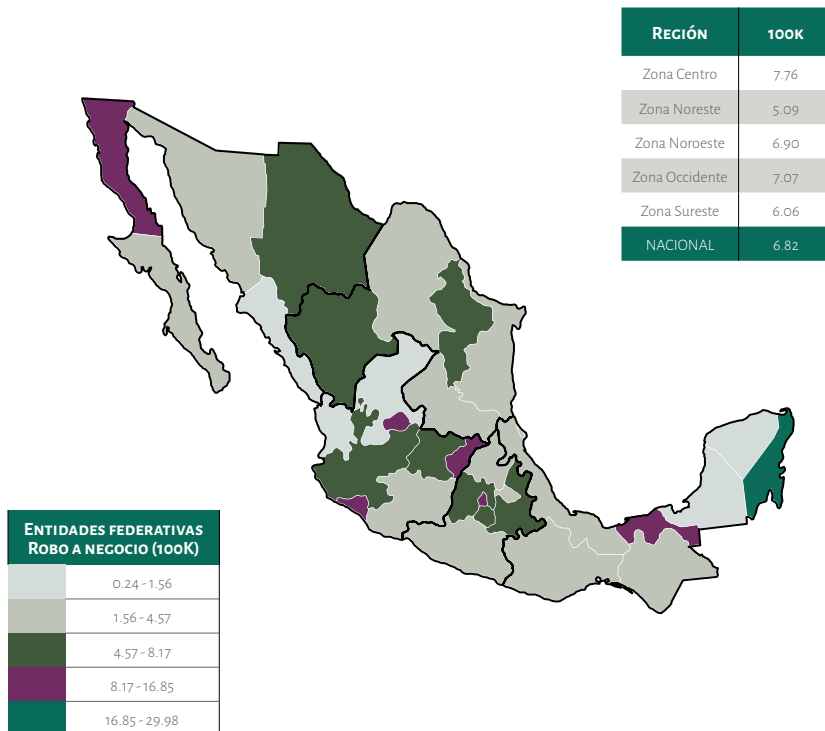 Región 100k
Zona Centro 7.76
Zona Noreste 5.09
Zona Noroeste 6.90
Zona Occidente 7.07
Zona Sureste 6.06
NACIONAL 6.82
Entidades federativas
Robo a negocio (100K)
0.24 - 1.56
1.56 - 4.57
4.57 - 8.17
8.17 - 16.85
16.85 - 29.98